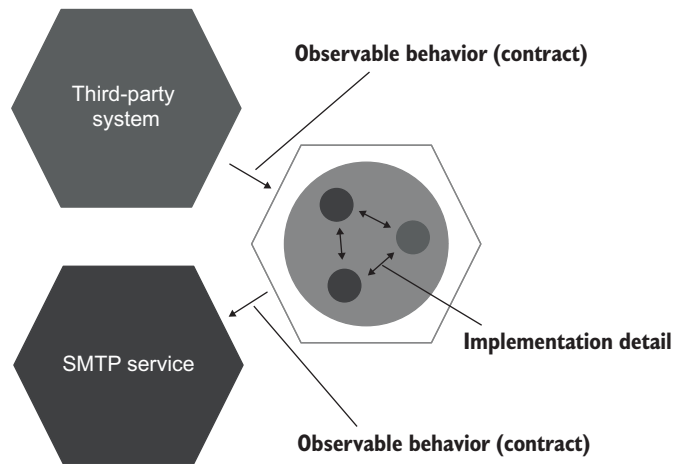 Observable behavior (contract)
Third-party
system
Implementation detail
SMTP service
Observable behavior (contract)